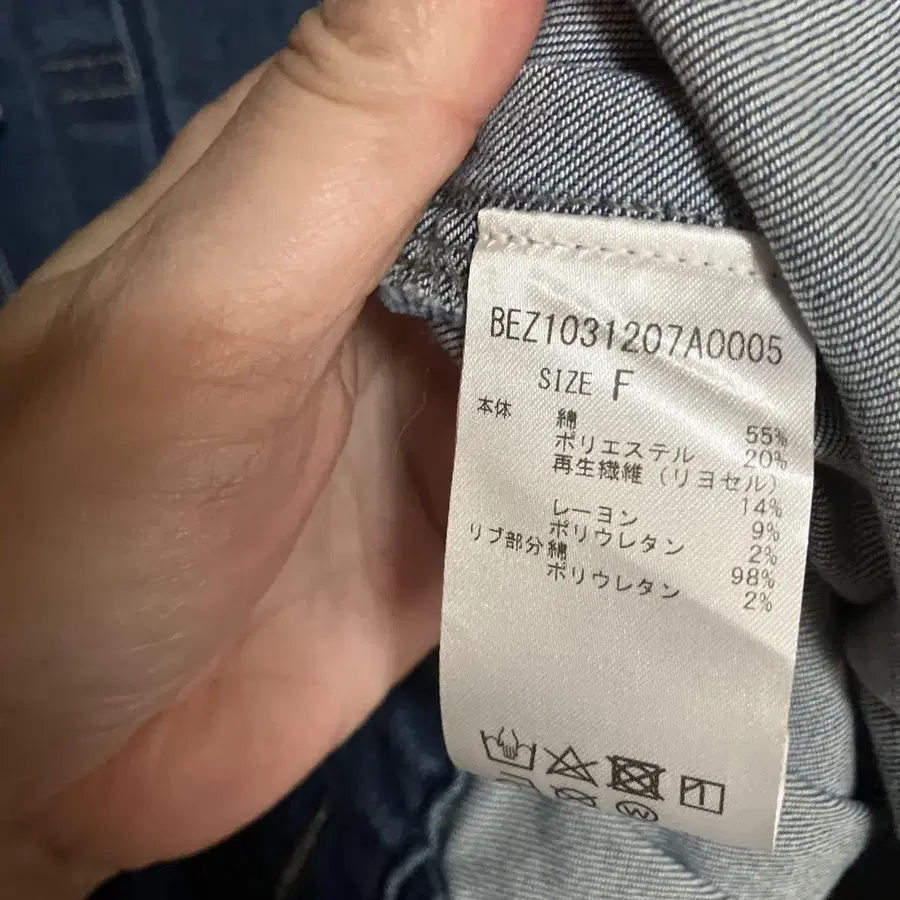 BEZ1031207A0005
SIZE F
本体 綿 55%
ポリエステル 20%
再生繊維(リヨセル)
14%
レーヨン 9%
ポリウレタン 2%
リブ部分 綿 98%
ポリウレタン 2%
W